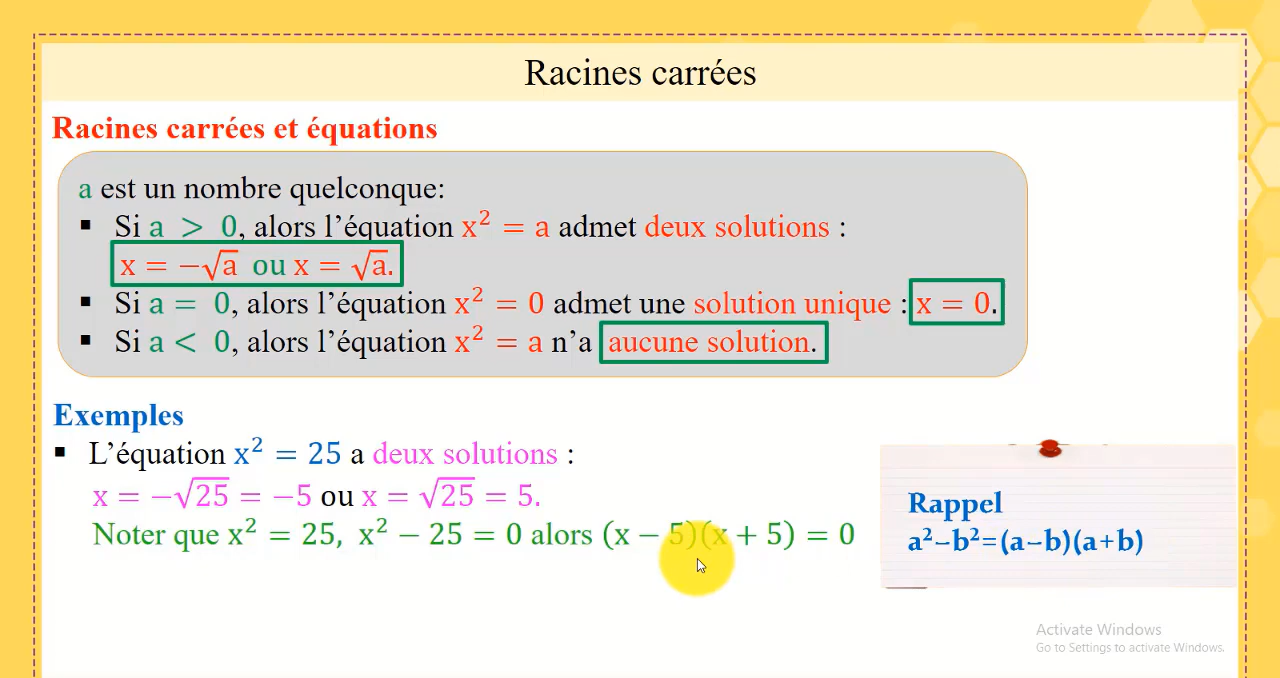 Racines carrées
Racines carrées et équations
a est un nombre quelconque:
▪ Si a > 0, alors l'équation x² = a admet deux solutions :
x = −√a ou x = √a.
▪ Si a = 0, alors l'équation x² = 0 admet une solution unique : x = 0.
▪ Si a < 0, alors l'équation x² = a n'a aucune solution.
Exemples
▪ L'équation x² = 25 a deux solutions :
x = −√25 = −5 ou x = √25 = 5.
Noter que x² = 25, x² − 25 = 0 alors (x − 5)(x + 5) = 0
Rappel
a²−b²=(a−b)(a+b)
Activate Windows
Go to Settings to activate Windows.